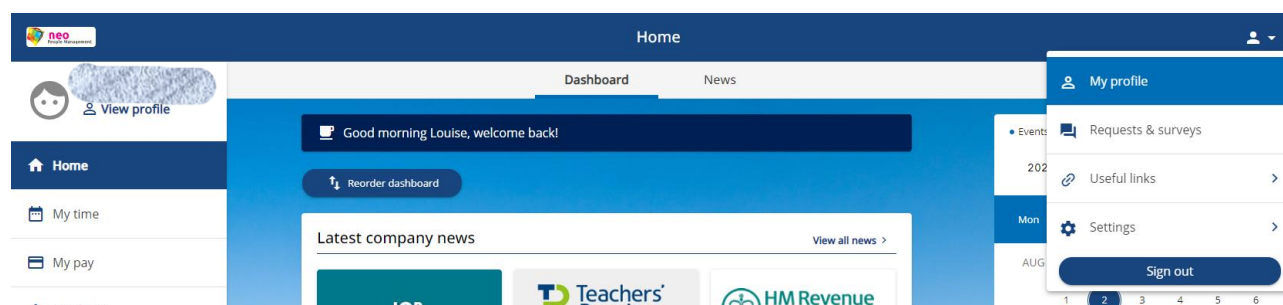 neo
People Management
Home
View profile
Home
My time
My pay
Dashboard
News
Good morning Louise, welcome back!
Reorder dashboard
Latest company news
View all news >
Teachers'
HM Revenue
Events
202
Mon
AUG
1 2 3 4 5 6
My profile
Requests & surveys
Useful links
Settings
Sign out